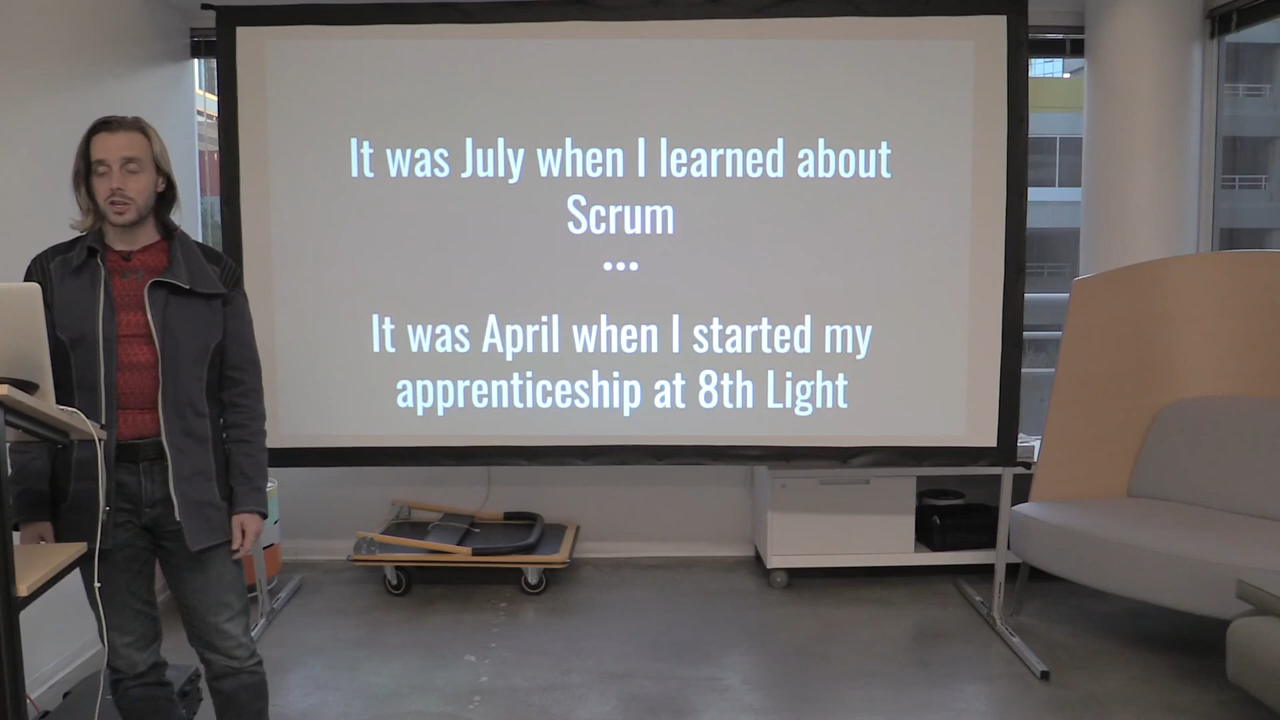 It was July when I learned about
Scrum
...
It was April when I started my
apprenticeship at 8th Light